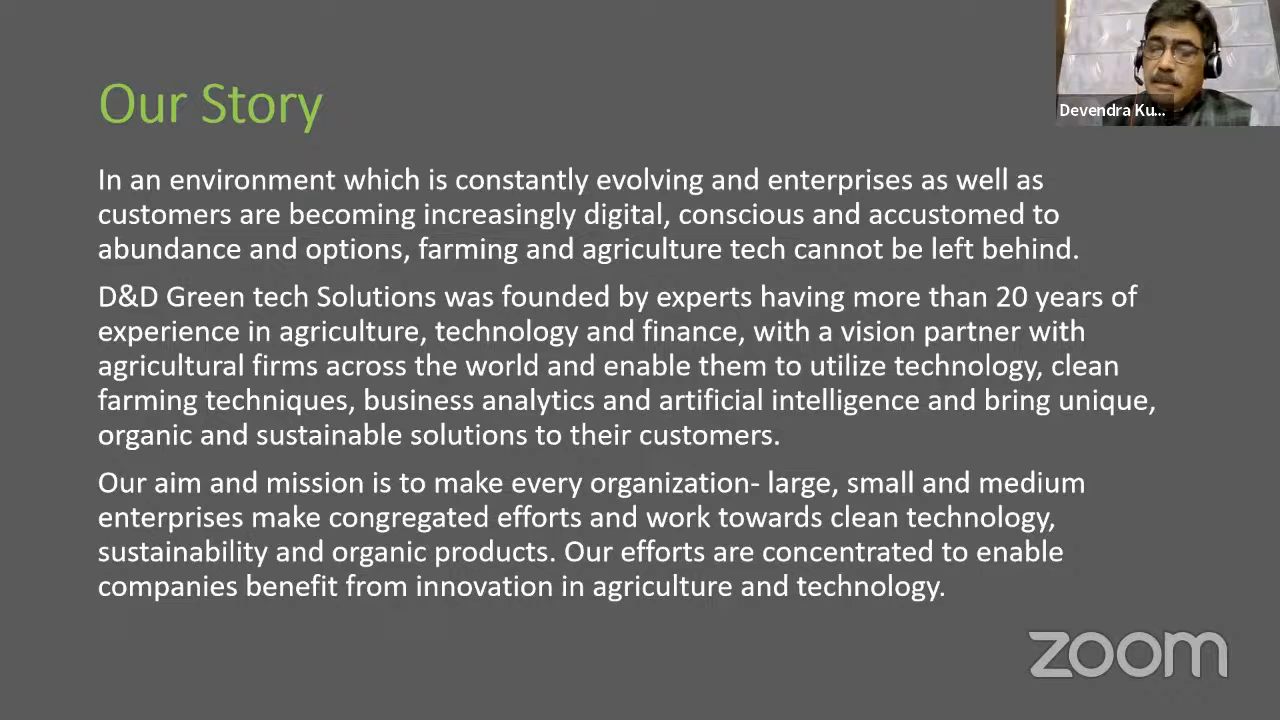 Our Story
Devendra Ku...
In an environment which is constantly evolving and enterprises as well as
customers are becoming increasingly digital, conscious and accustomed to
abundance and options, farming and agriculture tech cannot be left behind.
D&D Green tech Solutions was founded by experts having more than 20 years of
experience in agriculture, technology and finance, with a vision partner with
agricultural firms across the world and enable them to utilize technology, clean
farming techniques, business analytics and artificial intelligence and bring unique,
organic and sustainable solutions to their customers.
Our aim and mission is to make every organization- large, small and medium
enterprises make congregated efforts and work towards clean technology,
sustainability and organic products. Our efforts are concentrated to enable
companies benefit from innovation in agriculture and technology.
zoom